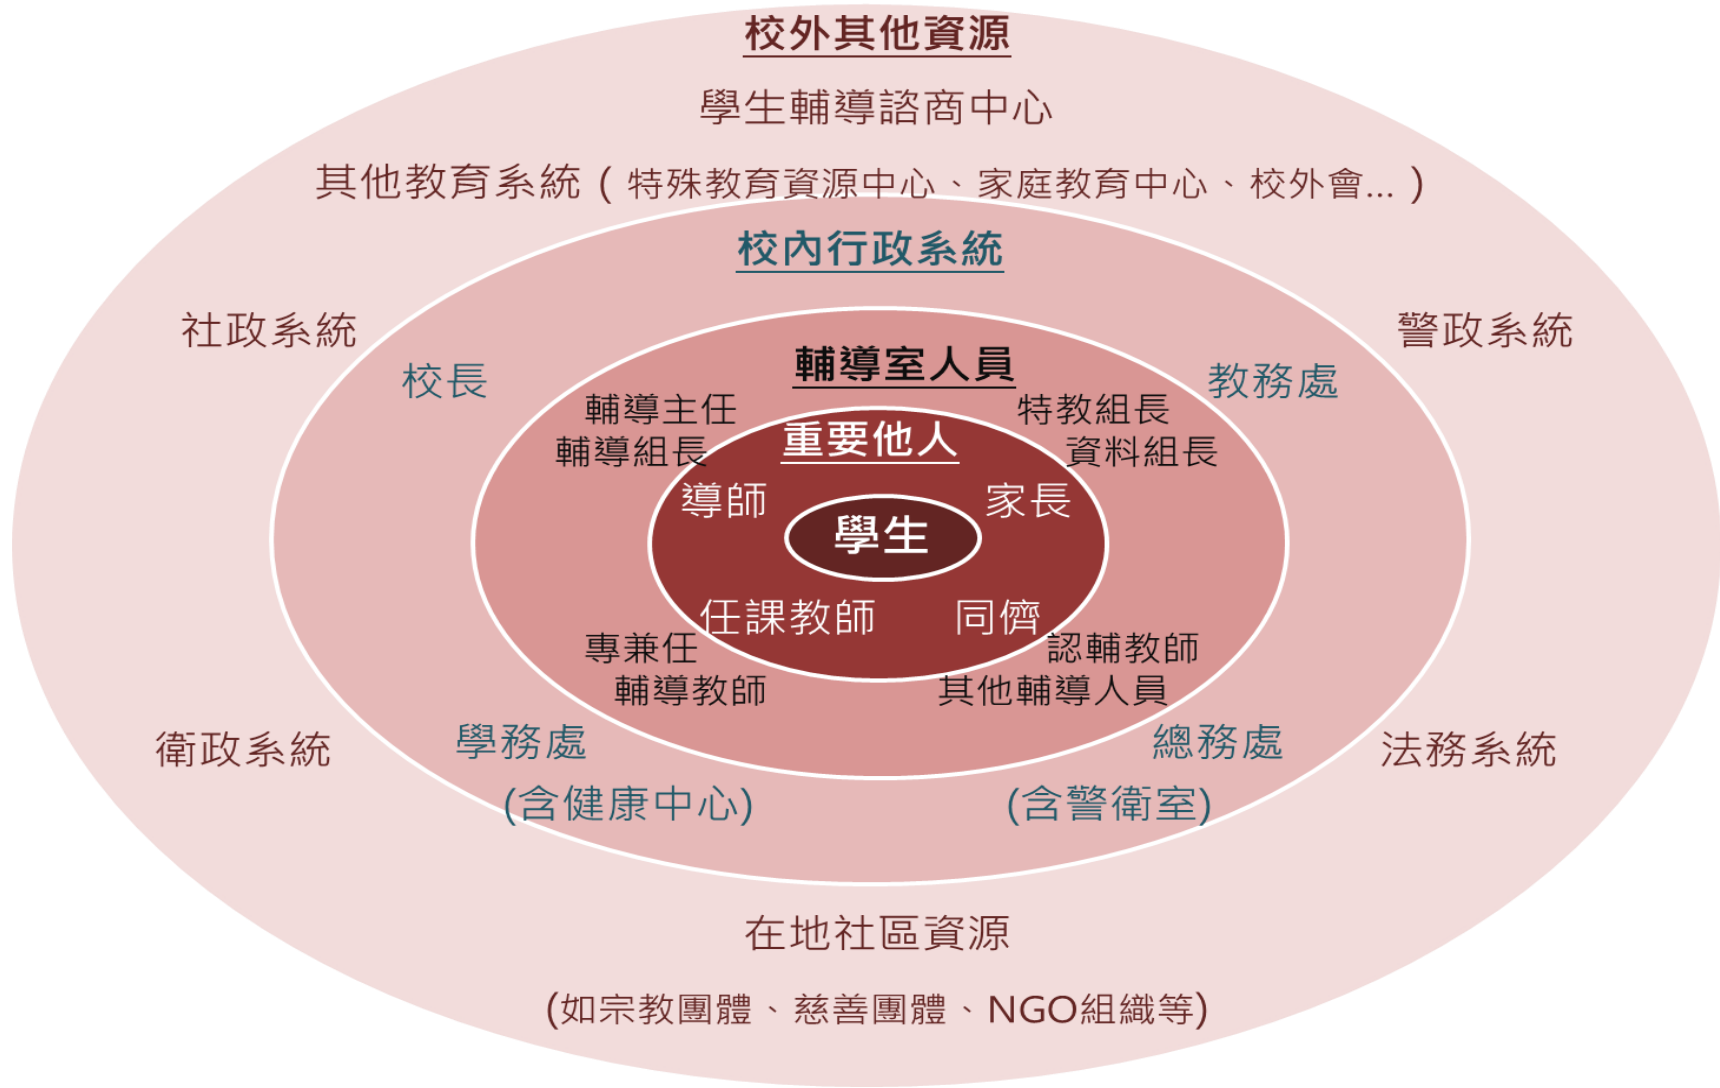 校外其他資源
學生輔導諮商中心
其他教育系統 ( 特殊教育資源中心、家庭教育中心、校外會... )
校內行政系統
社政系統
警政系統
校長
教務處
輔導室人員
輔導主任
特教組長
輔導組長
資料組長
重要他人
導師
家長
學生
任課教師
同儕
專兼任
認輔教師
輔導教師
其他輔導人員
衛政系統
學務處
總務處
法務系統
(含健康中心)
(含警衛室)
在地社區資源
(如宗教團體、慈善團體、NGO組織等)